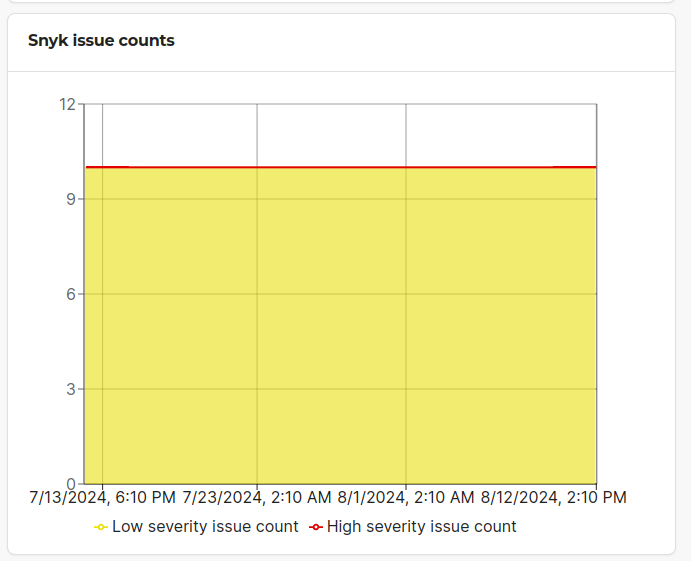 Snyk issue counts
12
9
6
3
0
7/13/2024, 6:10 PM 7/23/2024, 2:10 AM 8/1/2024, 2:10 AM 8/12/2024, 2:10 PM
Low severity issue count High severity issue count